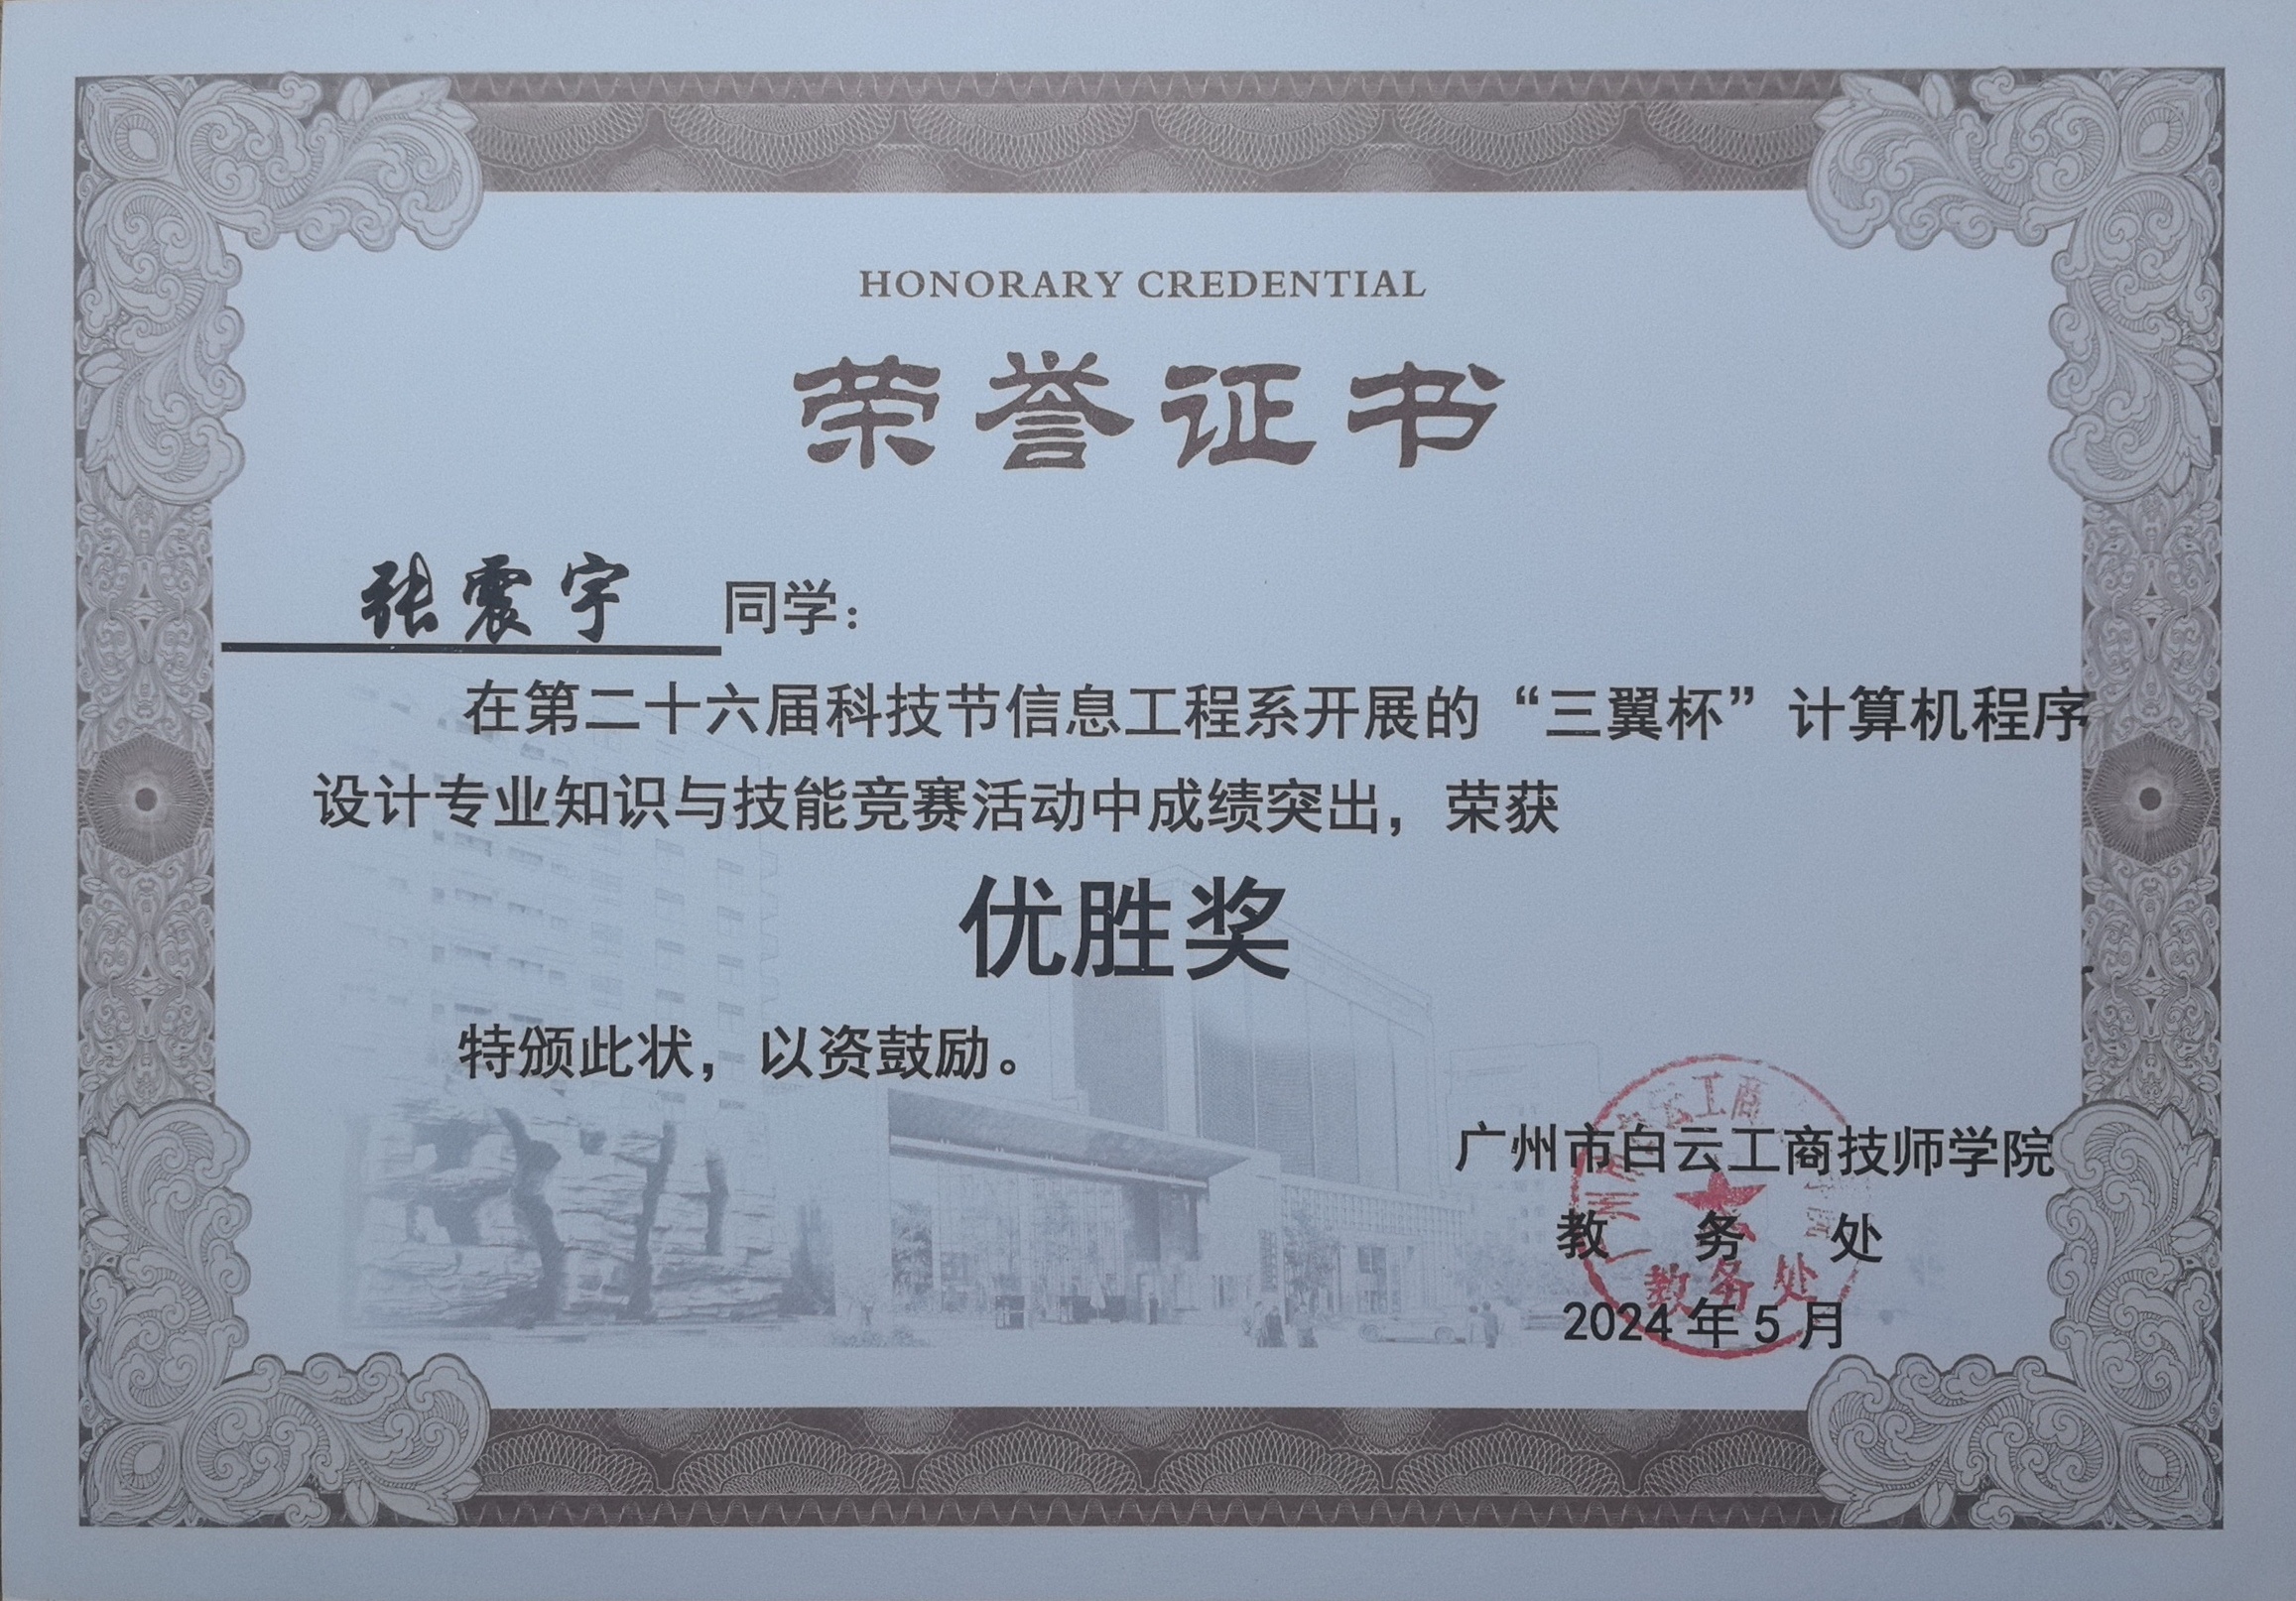 HONORARY CREDENTIAL
荣誉证书
张震宇 同学：
在第二十六届科技节信息工程系开展的“三翼杯”计算机程序
设计专业知识与技能竞赛活动中成绩突出，荣获
优胜奖
特颁此状，以资鼓励。
云工商
广州市白云工商技师学院
教 务 处
教务处
2024年5月